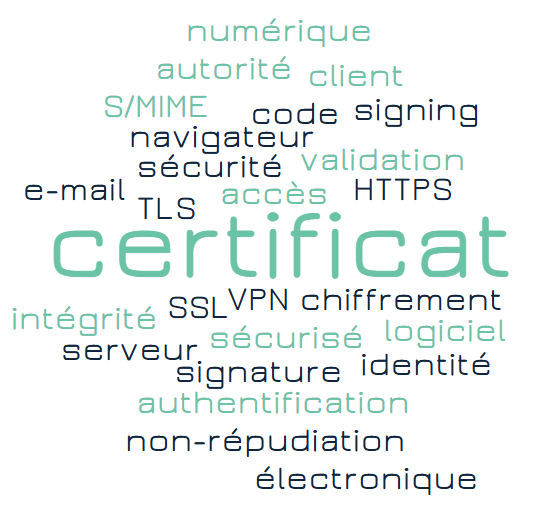 numérique
autorité client
S/MIME code signing
navigateur
sécurité validation
e-mail TLS accès HTTPS
certificat
intégrité SSL VPN chiffrement
serveur sécurisé logiciel
signature identité
authentification
non-répudiation
électronique